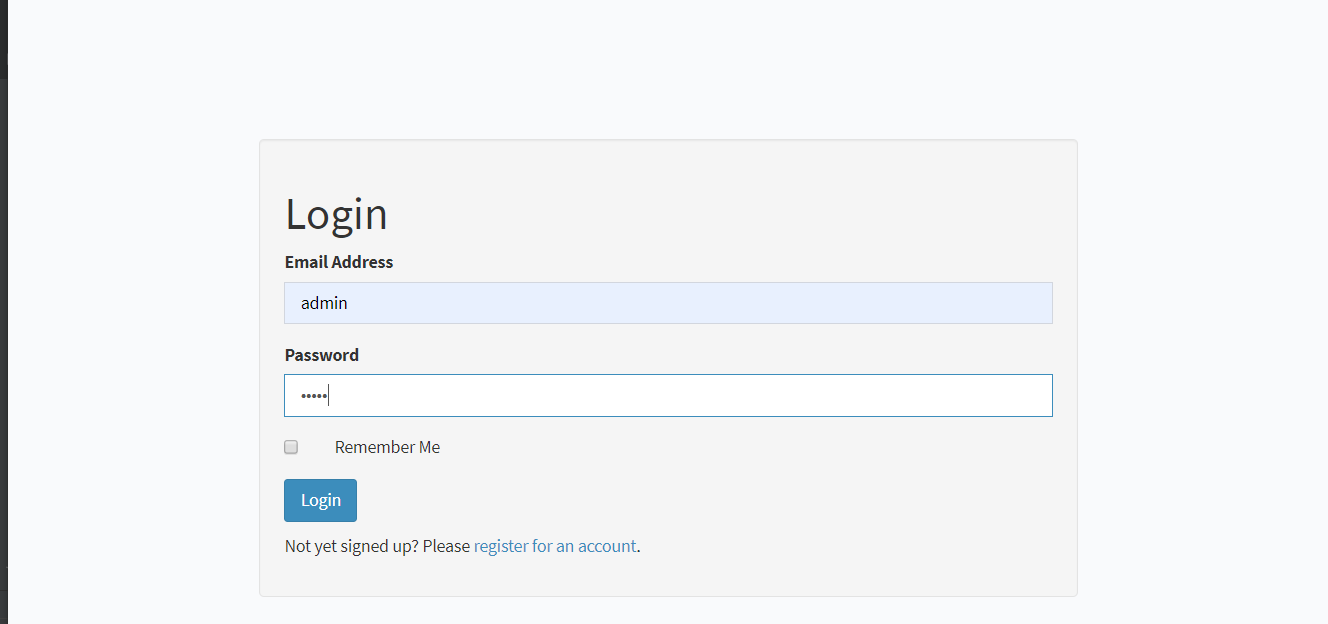 Login
Email Address
admin
Password
•••••
Remember Me
Login
Not yet signed up? Please register for an account.